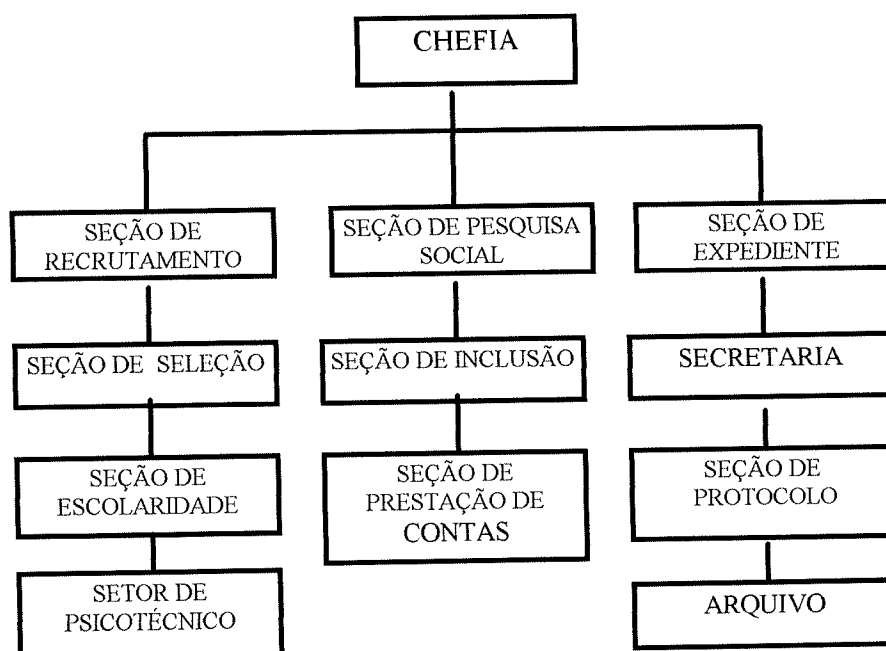 CHEFIA
SEÇÃO DE
RECRUTAMENTO
SEÇÃO DE PESQUISA
SOCIAL
SEÇÃO DE
EXPEDIENTE
SEÇÃO DE SELEÇÃO
SEÇÃO DE INCLUSÃO
SECRETARIA
SEÇÃO DE
ESCOLARIDADE
SEÇÃO DE
PRESTAÇÃO DE
CONTAS
SEÇÃO DE
PROTOCOLO
SETOR DE
PSICOTÉCNICO
ARQUIVO